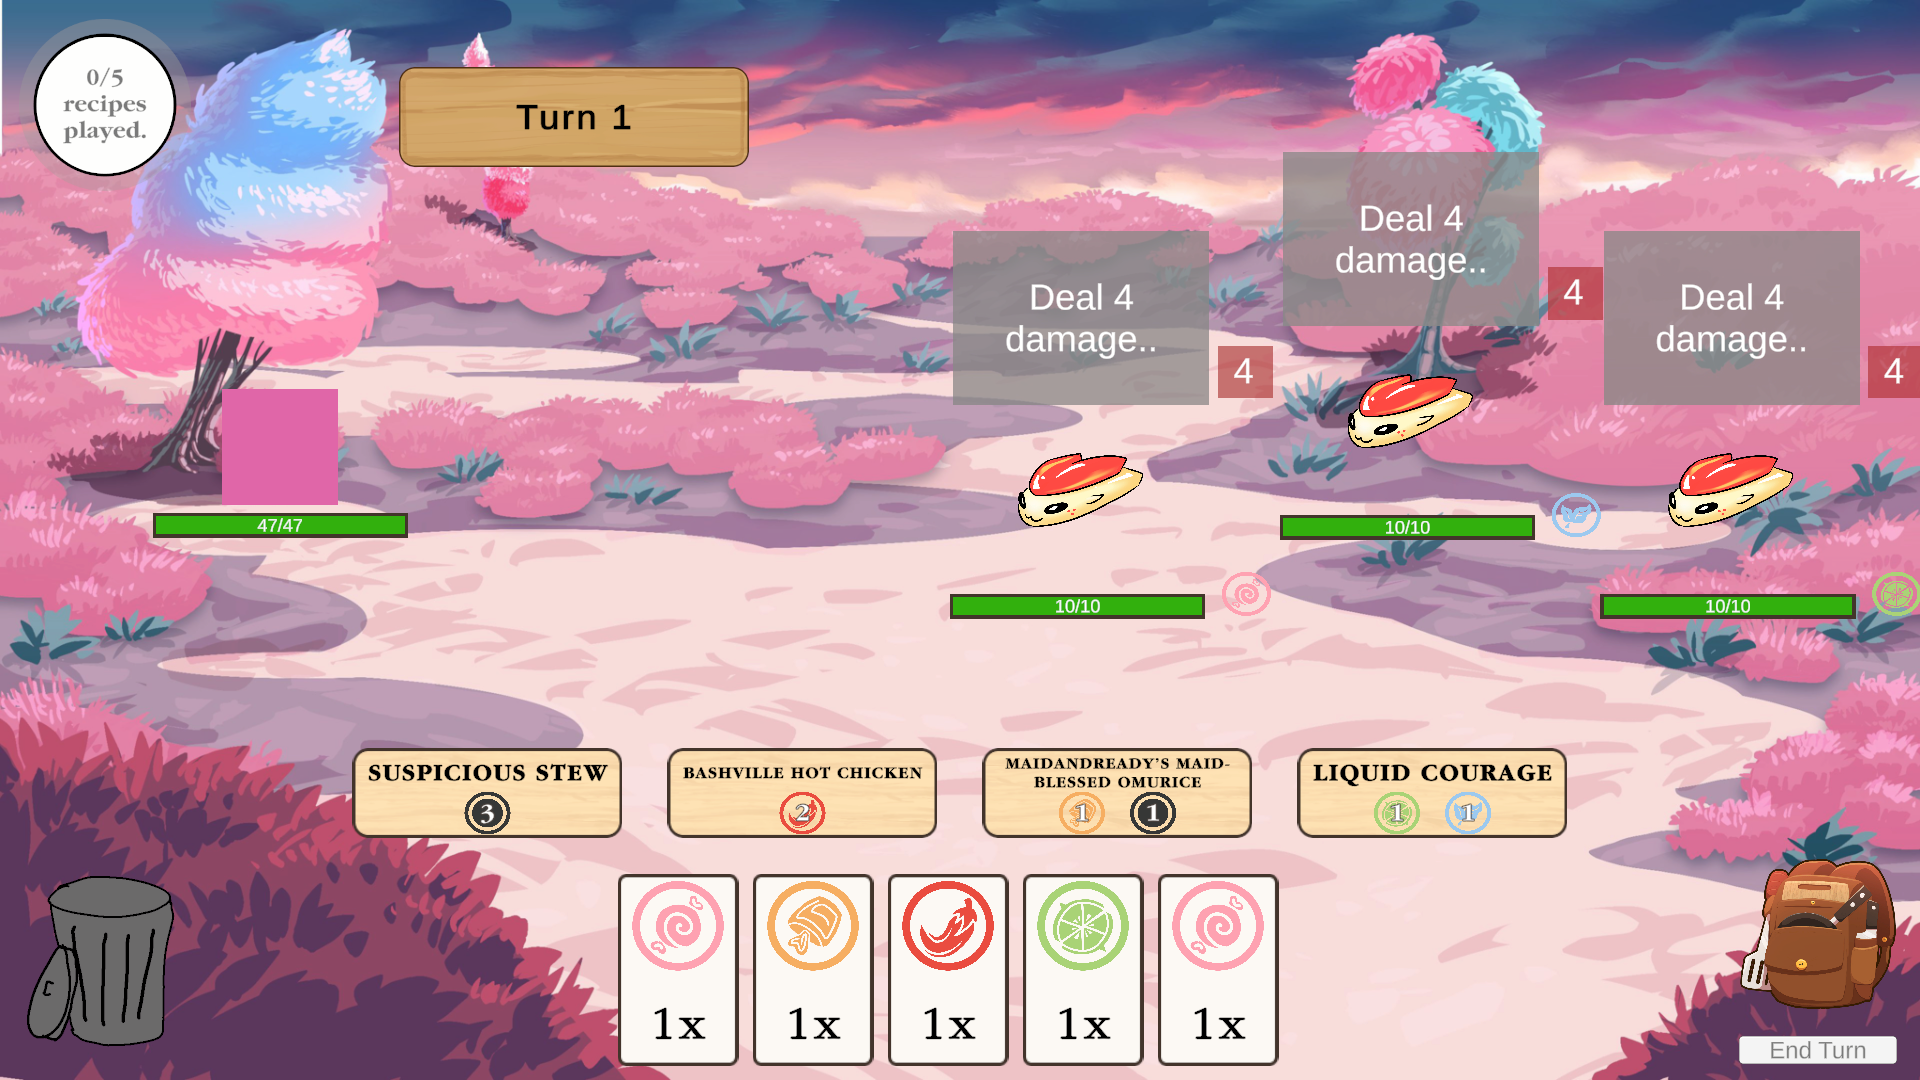 0/5
recipes
played.
Turn 1
Deal 4
damage..
4
Deal 4
damage..
4
Deal 4
damage..
4
47/47
10/10
10/10
10/10
SUSPICIOUS STEW
3
BASHVILLE HOT CHICKEN
2
MAIDANDREADY'S MAID-
BLESSED OMURICE
1 1
LIQUID COURAGE
1 1
1x
1x
1x
1x
1x
End Turn